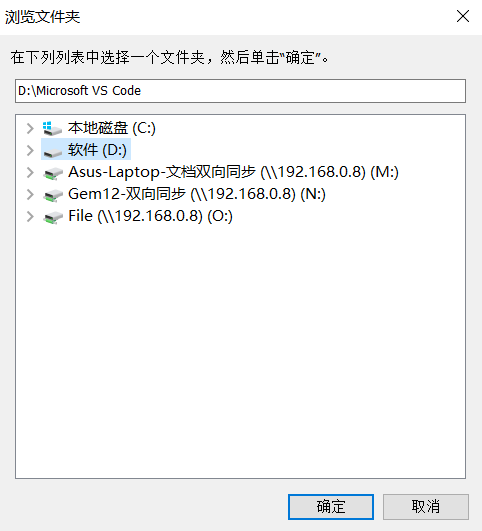 浏览文件夹
在下列列表中选择一个文件夹，然后单击“确定”。
D:\Microsoft VS Code
本地磁盘 (C:)
软件 (D:)
Asus-Laptop-文档双向同步 (\\192.168.0.8) (M:)
Gem12-双向同步 (\\192.168.0.8) (N:)
File (\\192.168.0.8) (O:)
确定 取消